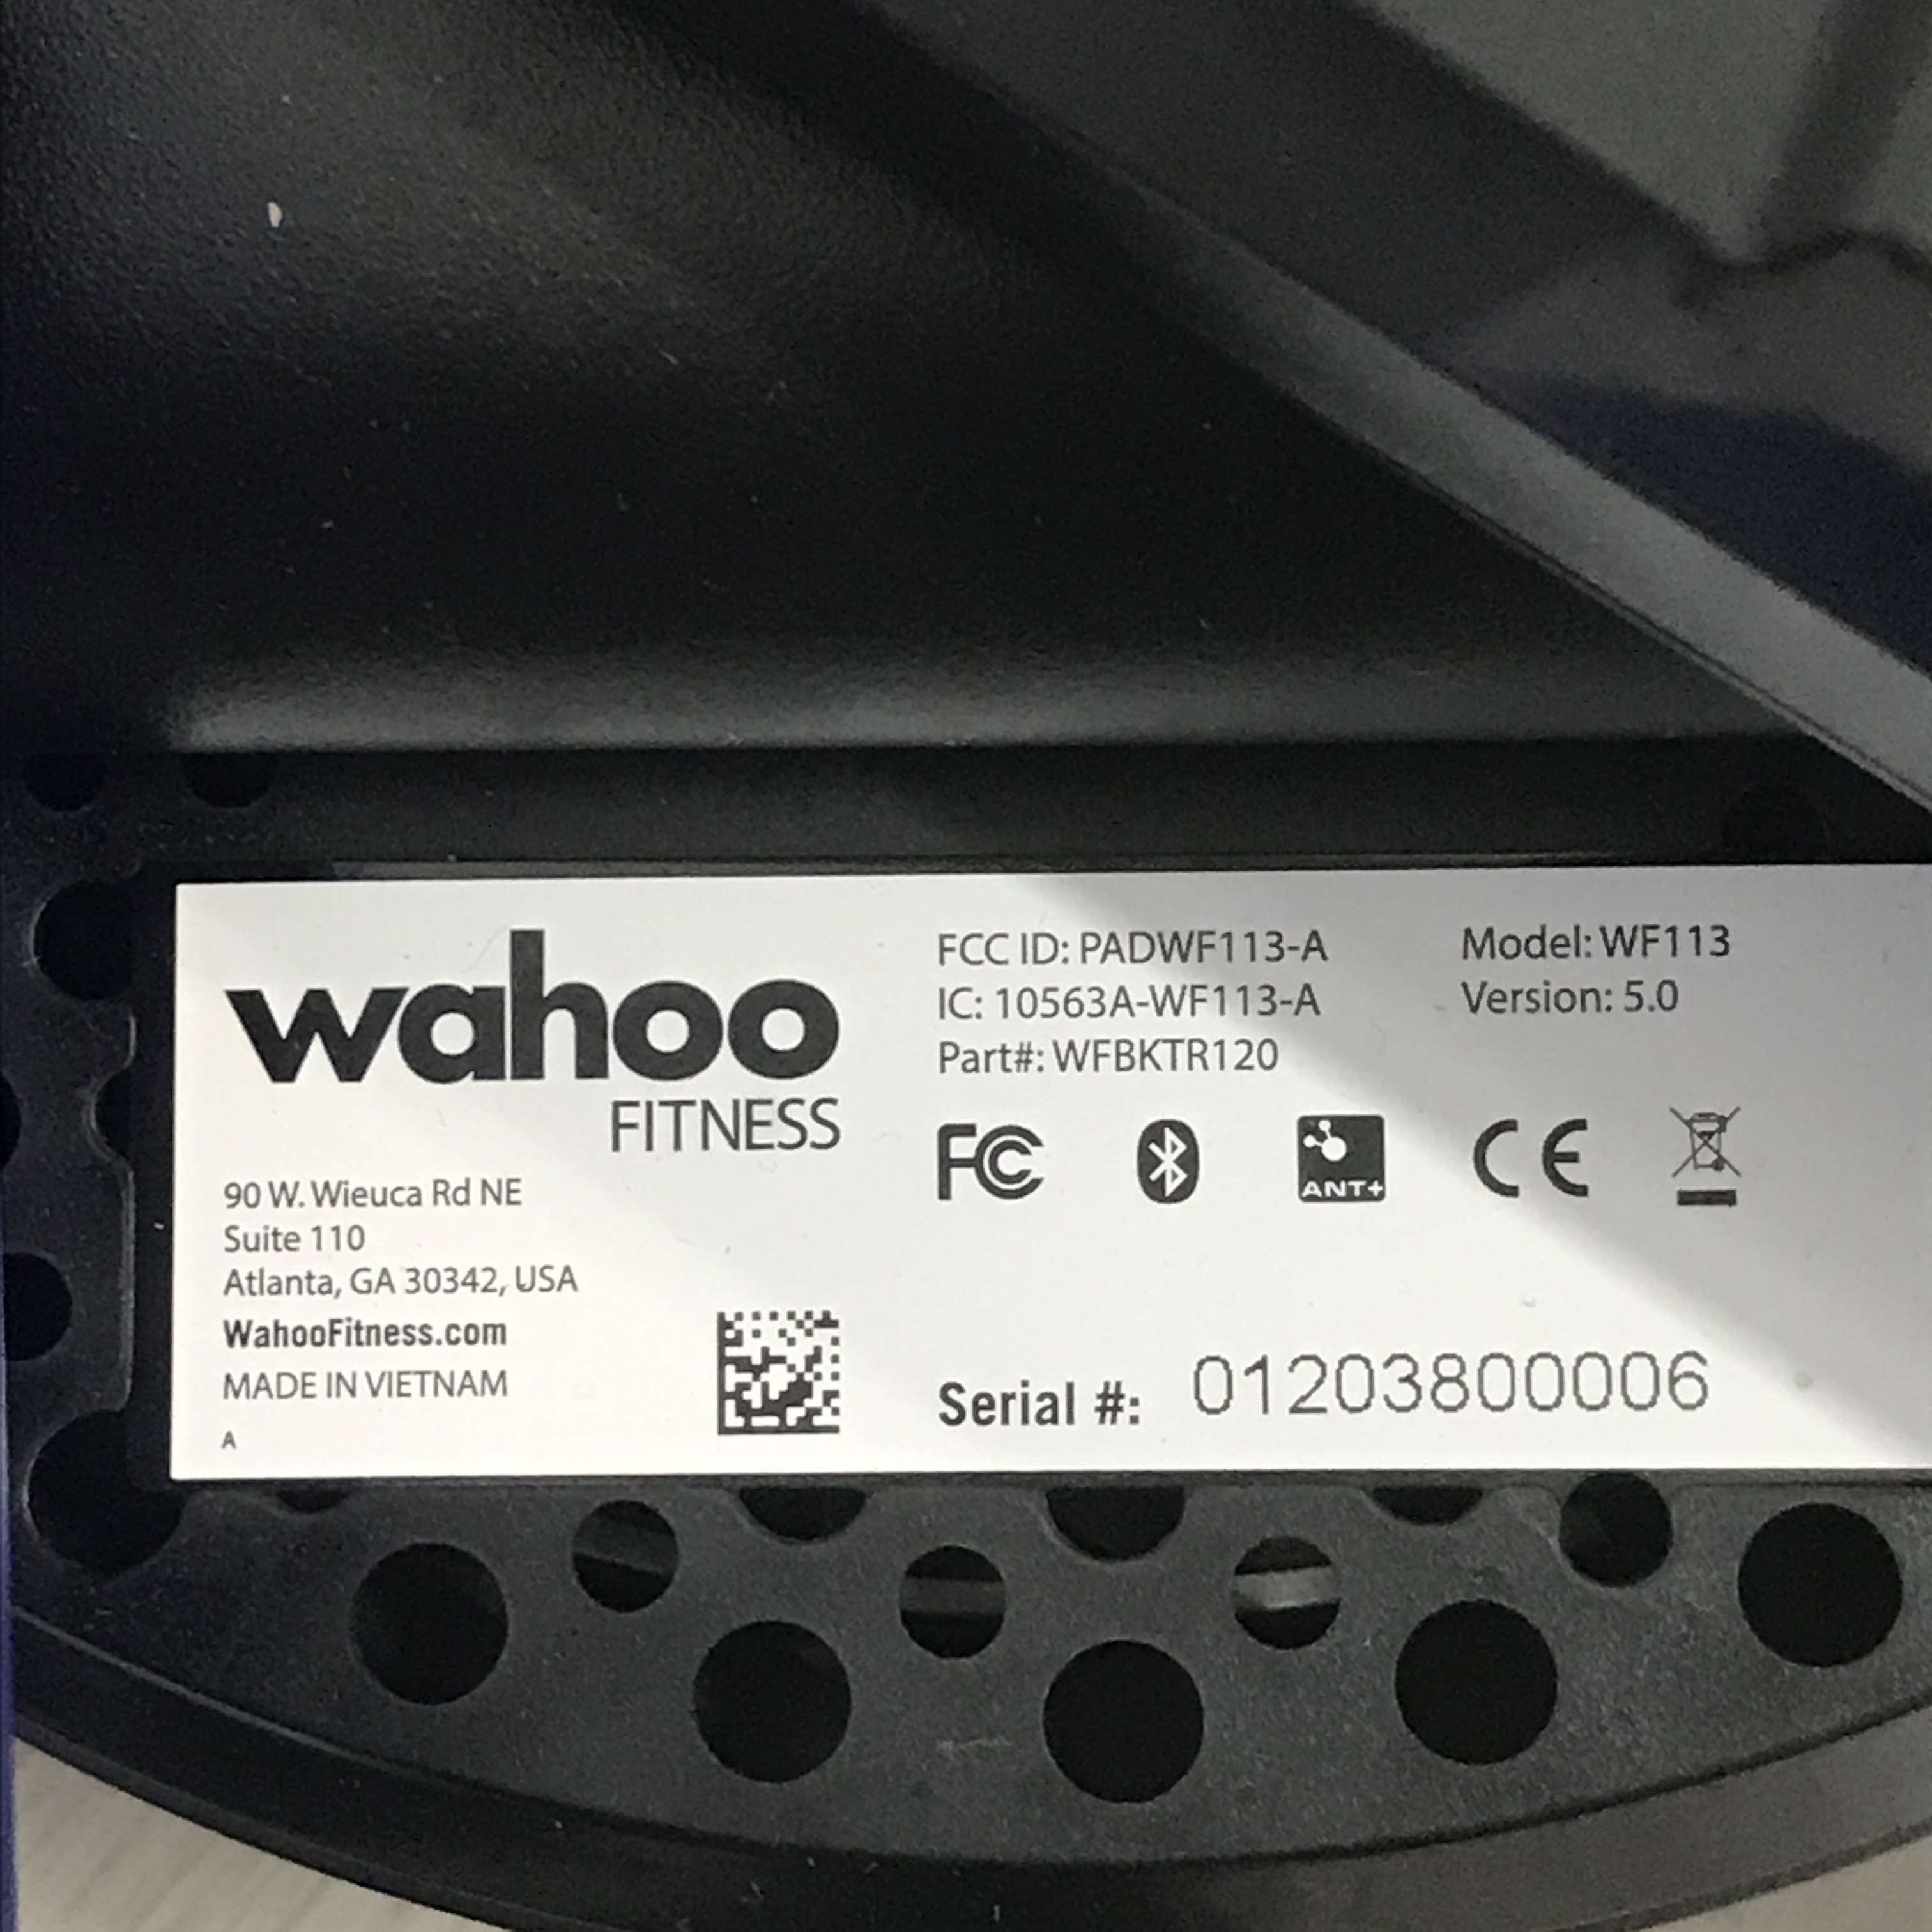 wahoo
FITNESS
90 W. Wieuca Rd NE
Suite 110
Atlanta, GA 30342, USA
WahooFitness.com
MADE IN VIETNAM
A
FCC ID: PADWF113-A
IC: 10563A-WF113-A
Part#: WFBKTR120
Model: WF113
Version: 5.0
FC
ANT+
CE
Serial #: 01203800006